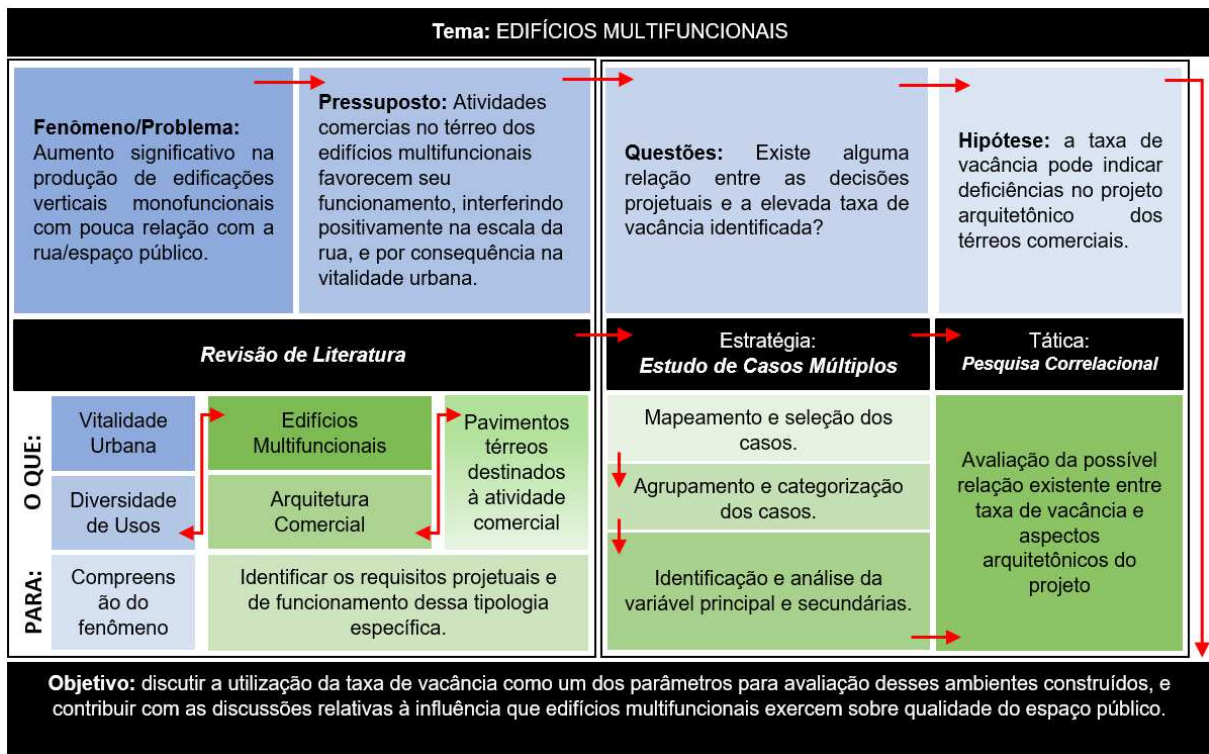 Tema: EDIFÍCIOS MULTIFUNCIONAIS
Fenômeno/Problema:
Aumento significativo na
produção de edificações
verticais monofuncionais
com pouca relação com a
rua/espaço público.
Pressuposto: Atividades
comercias no térreo dos
edifícios multifuncionais
favorecem seu
funcionamento, interferindo
positivamente na escala da
rua, e por consequência na
vitalidade urbana.
Questões: Existe alguma
relação entre as decisões
projetuais e a elevada taxa de
vacância identificada?
Hipótese: a taxa de
vacância pode indicar
deficiências no projeto
arquitetônico dos
térreos comerciais.
Revisão de Literatura
Estratégia:
Estudo de Casos Múltiplos
Tática:
Pesquisa Correlacional
O QUE:
Vitalidade
Urbana
Diversidade
de Usos
Edifícios
Multifuncionais
Arquitetura
Comercial
Pavimentos
térreos
destinados
à atividade
comercial
Mapeamento e seleção dos
casos.
Agrupamento e categorização
dos casos.
Identificação e análise da
variável principal e secundárias.
Avaliação da possível
relação existente entre
taxa de vacância e
aspectos
arquitetônicos do
projeto
PARA:
Compreens
ão do
fenômeno
Identificar os requisitos projetuais e
de funcionamento dessa tipologia
específica.
Objetivo: discutir a utilização da taxa de vacância como um dos parâmetros para avaliação desses ambientes construídos, e
contribuir com as discussões relativas à influência que edifícios multifuncionais exercem sobre qualidade do espaço público.